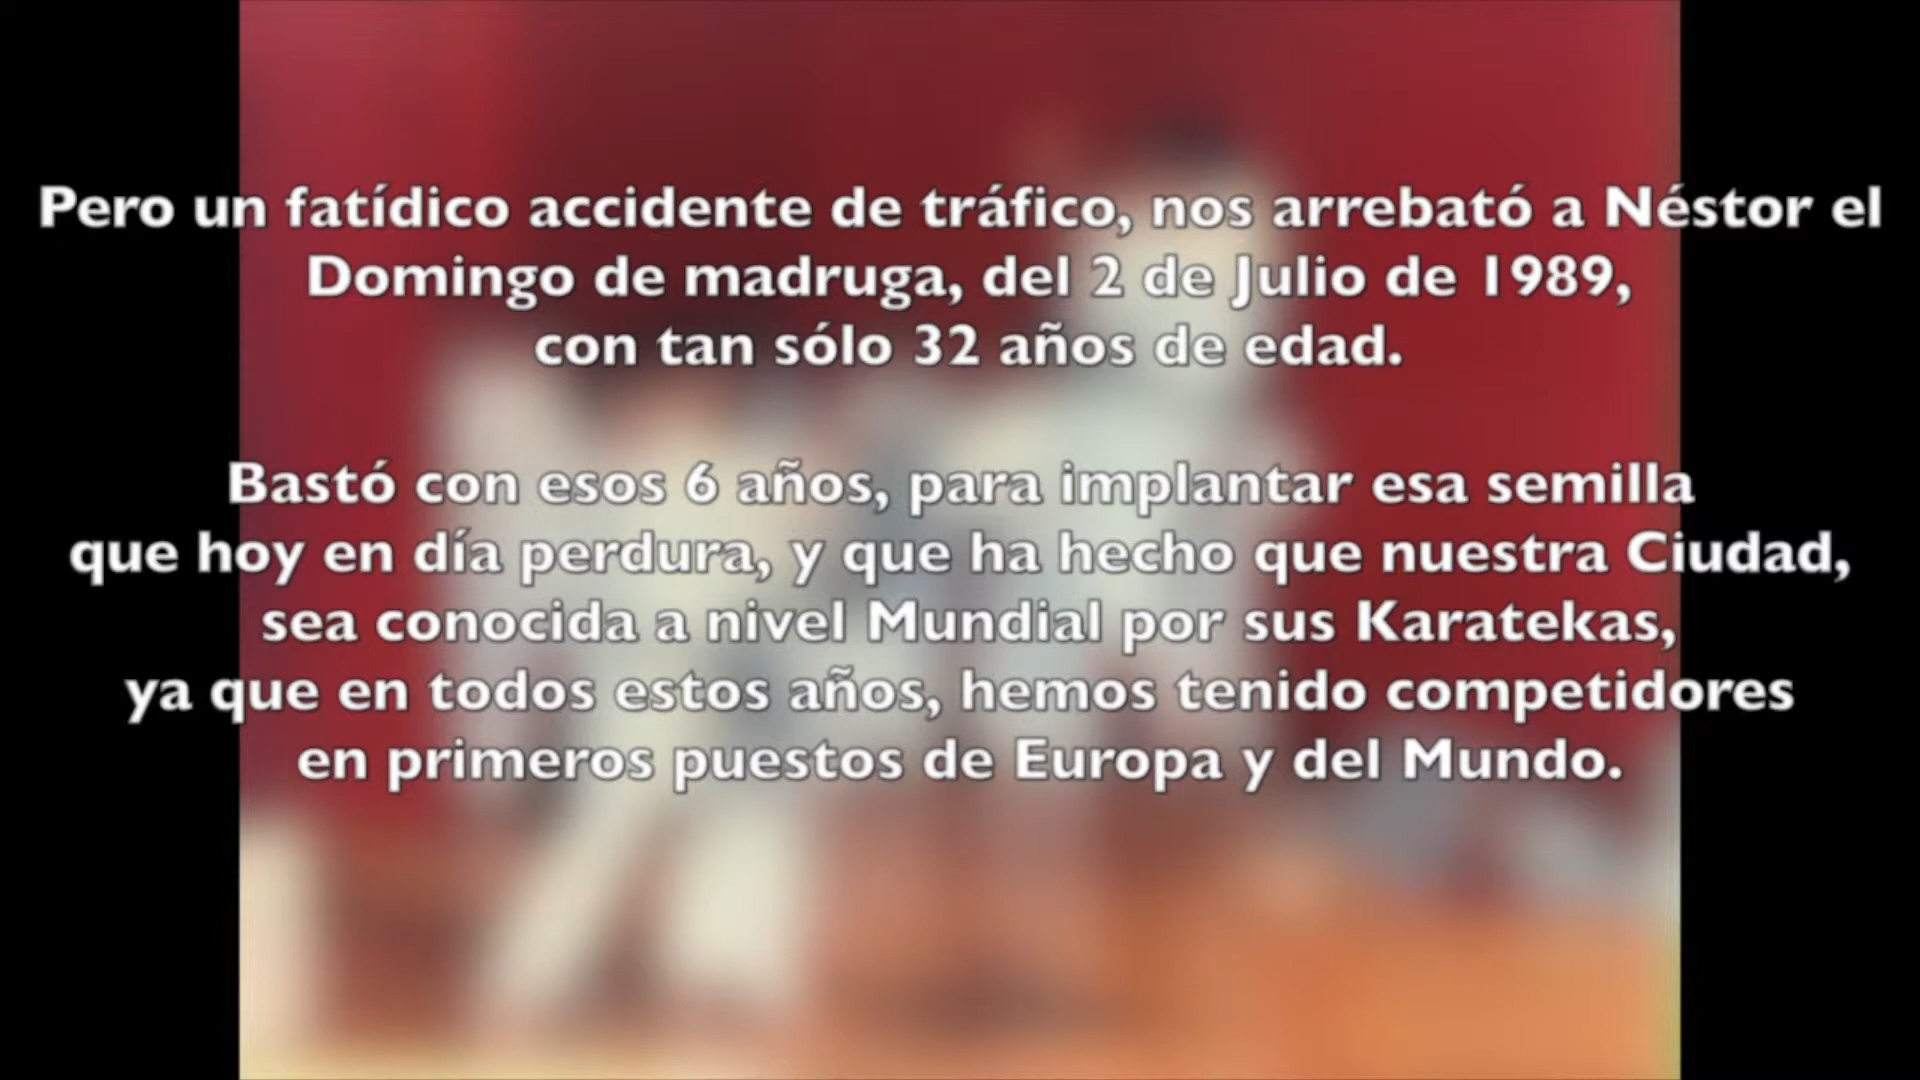 Pero un fatídico accidente de tráfico, nos arrebató a Néstor el
Domingo de madruga, del 2 de Julio de 1989,
con tan sólo 32 años de edad.
Bastó con esos 6 años, para implantar esa semilla
que hoy en día perdura, y que ha hecho que nuestra Ciudad,
sea conocida a nivel Mundial por sus Karatekas,
ya que en todos estos años, hemos tenido competidores
en primeros puestos de Europa y del Mundo.